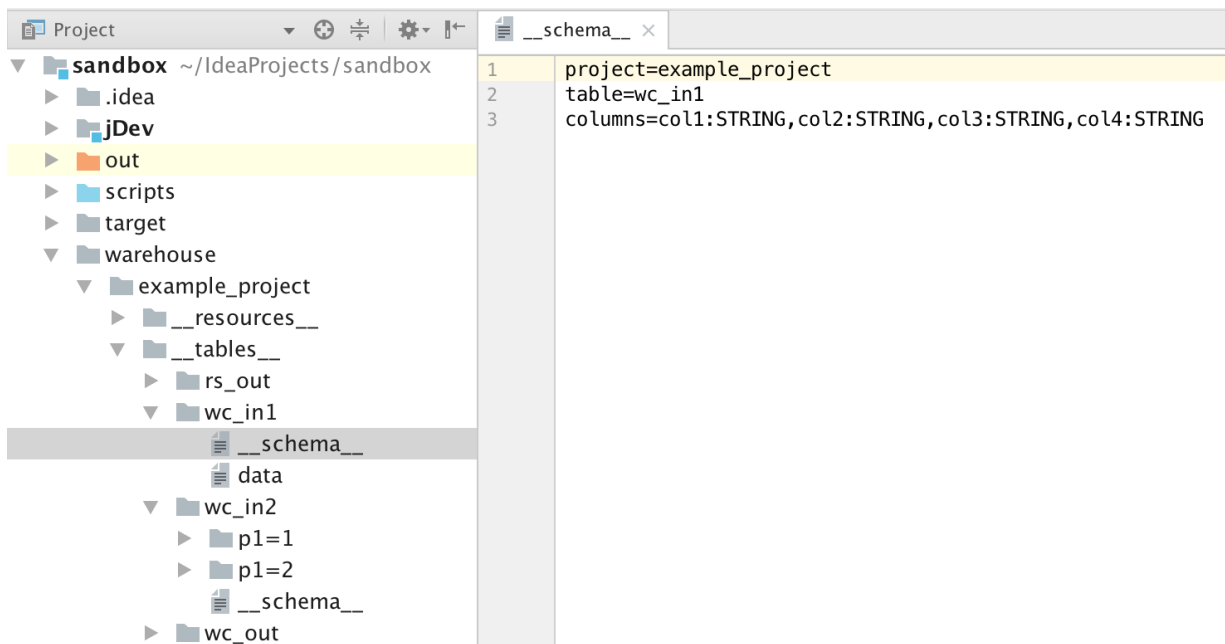 Project
sandbox ~/IdeaProjects/sandbox
.idea
jDev
out
scripts
target
warehouse
example_project
__resources__
__tables__
rs_out
wc_in1
__schema__
data
wc_in2
p1=1
p1=2
__schema__
wc_out
__schema__
1 project=example_project
2 table=wc_in1
3 columns=col1:STRING,col2:STRING,col3:STRING,col4:STRING